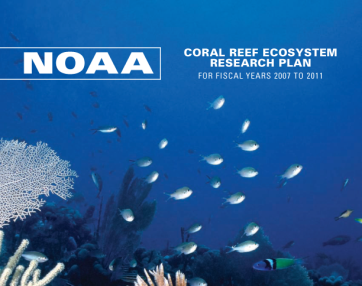 NOAA
CORAL REEF ECOSYSTEM
RESEARCH PLAN
FOR FISCAL YEARS 2007 TO 2011